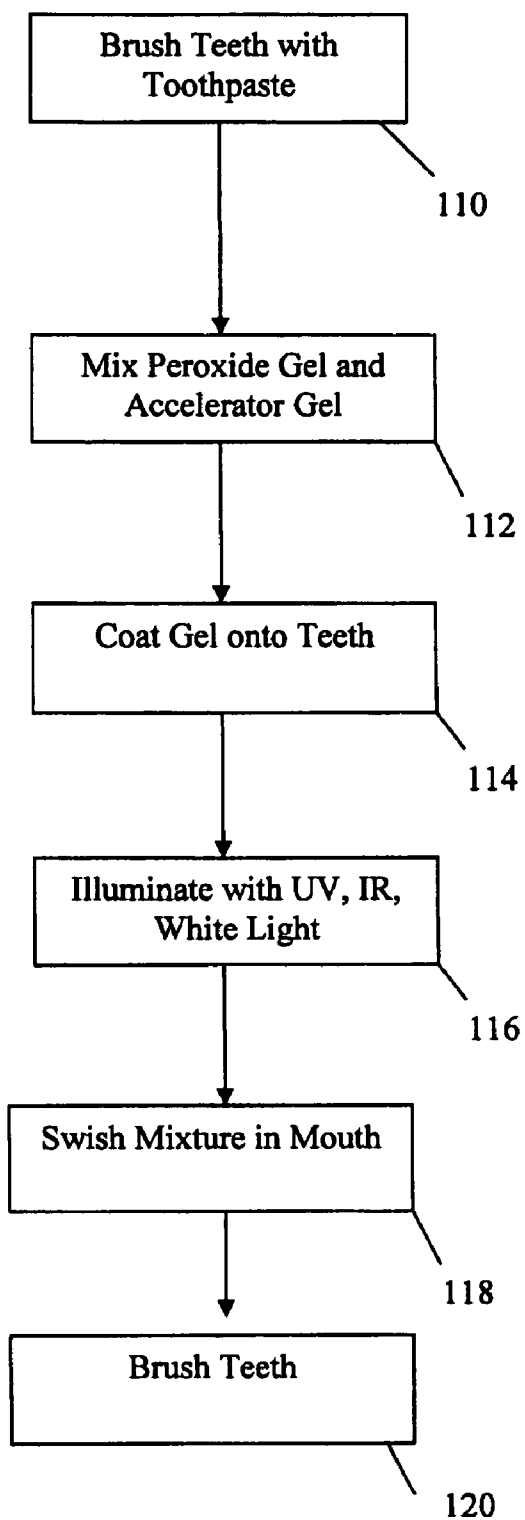 Brush Teeth with
Toothpaste
110
Mix Peroxide Gel and
Accelerator Gel
112
Coat Gel onto Teeth
114
Illuminate with UV, IR,
White Light
116
Swish Mixture in Mouth
118
Brush Teeth
120